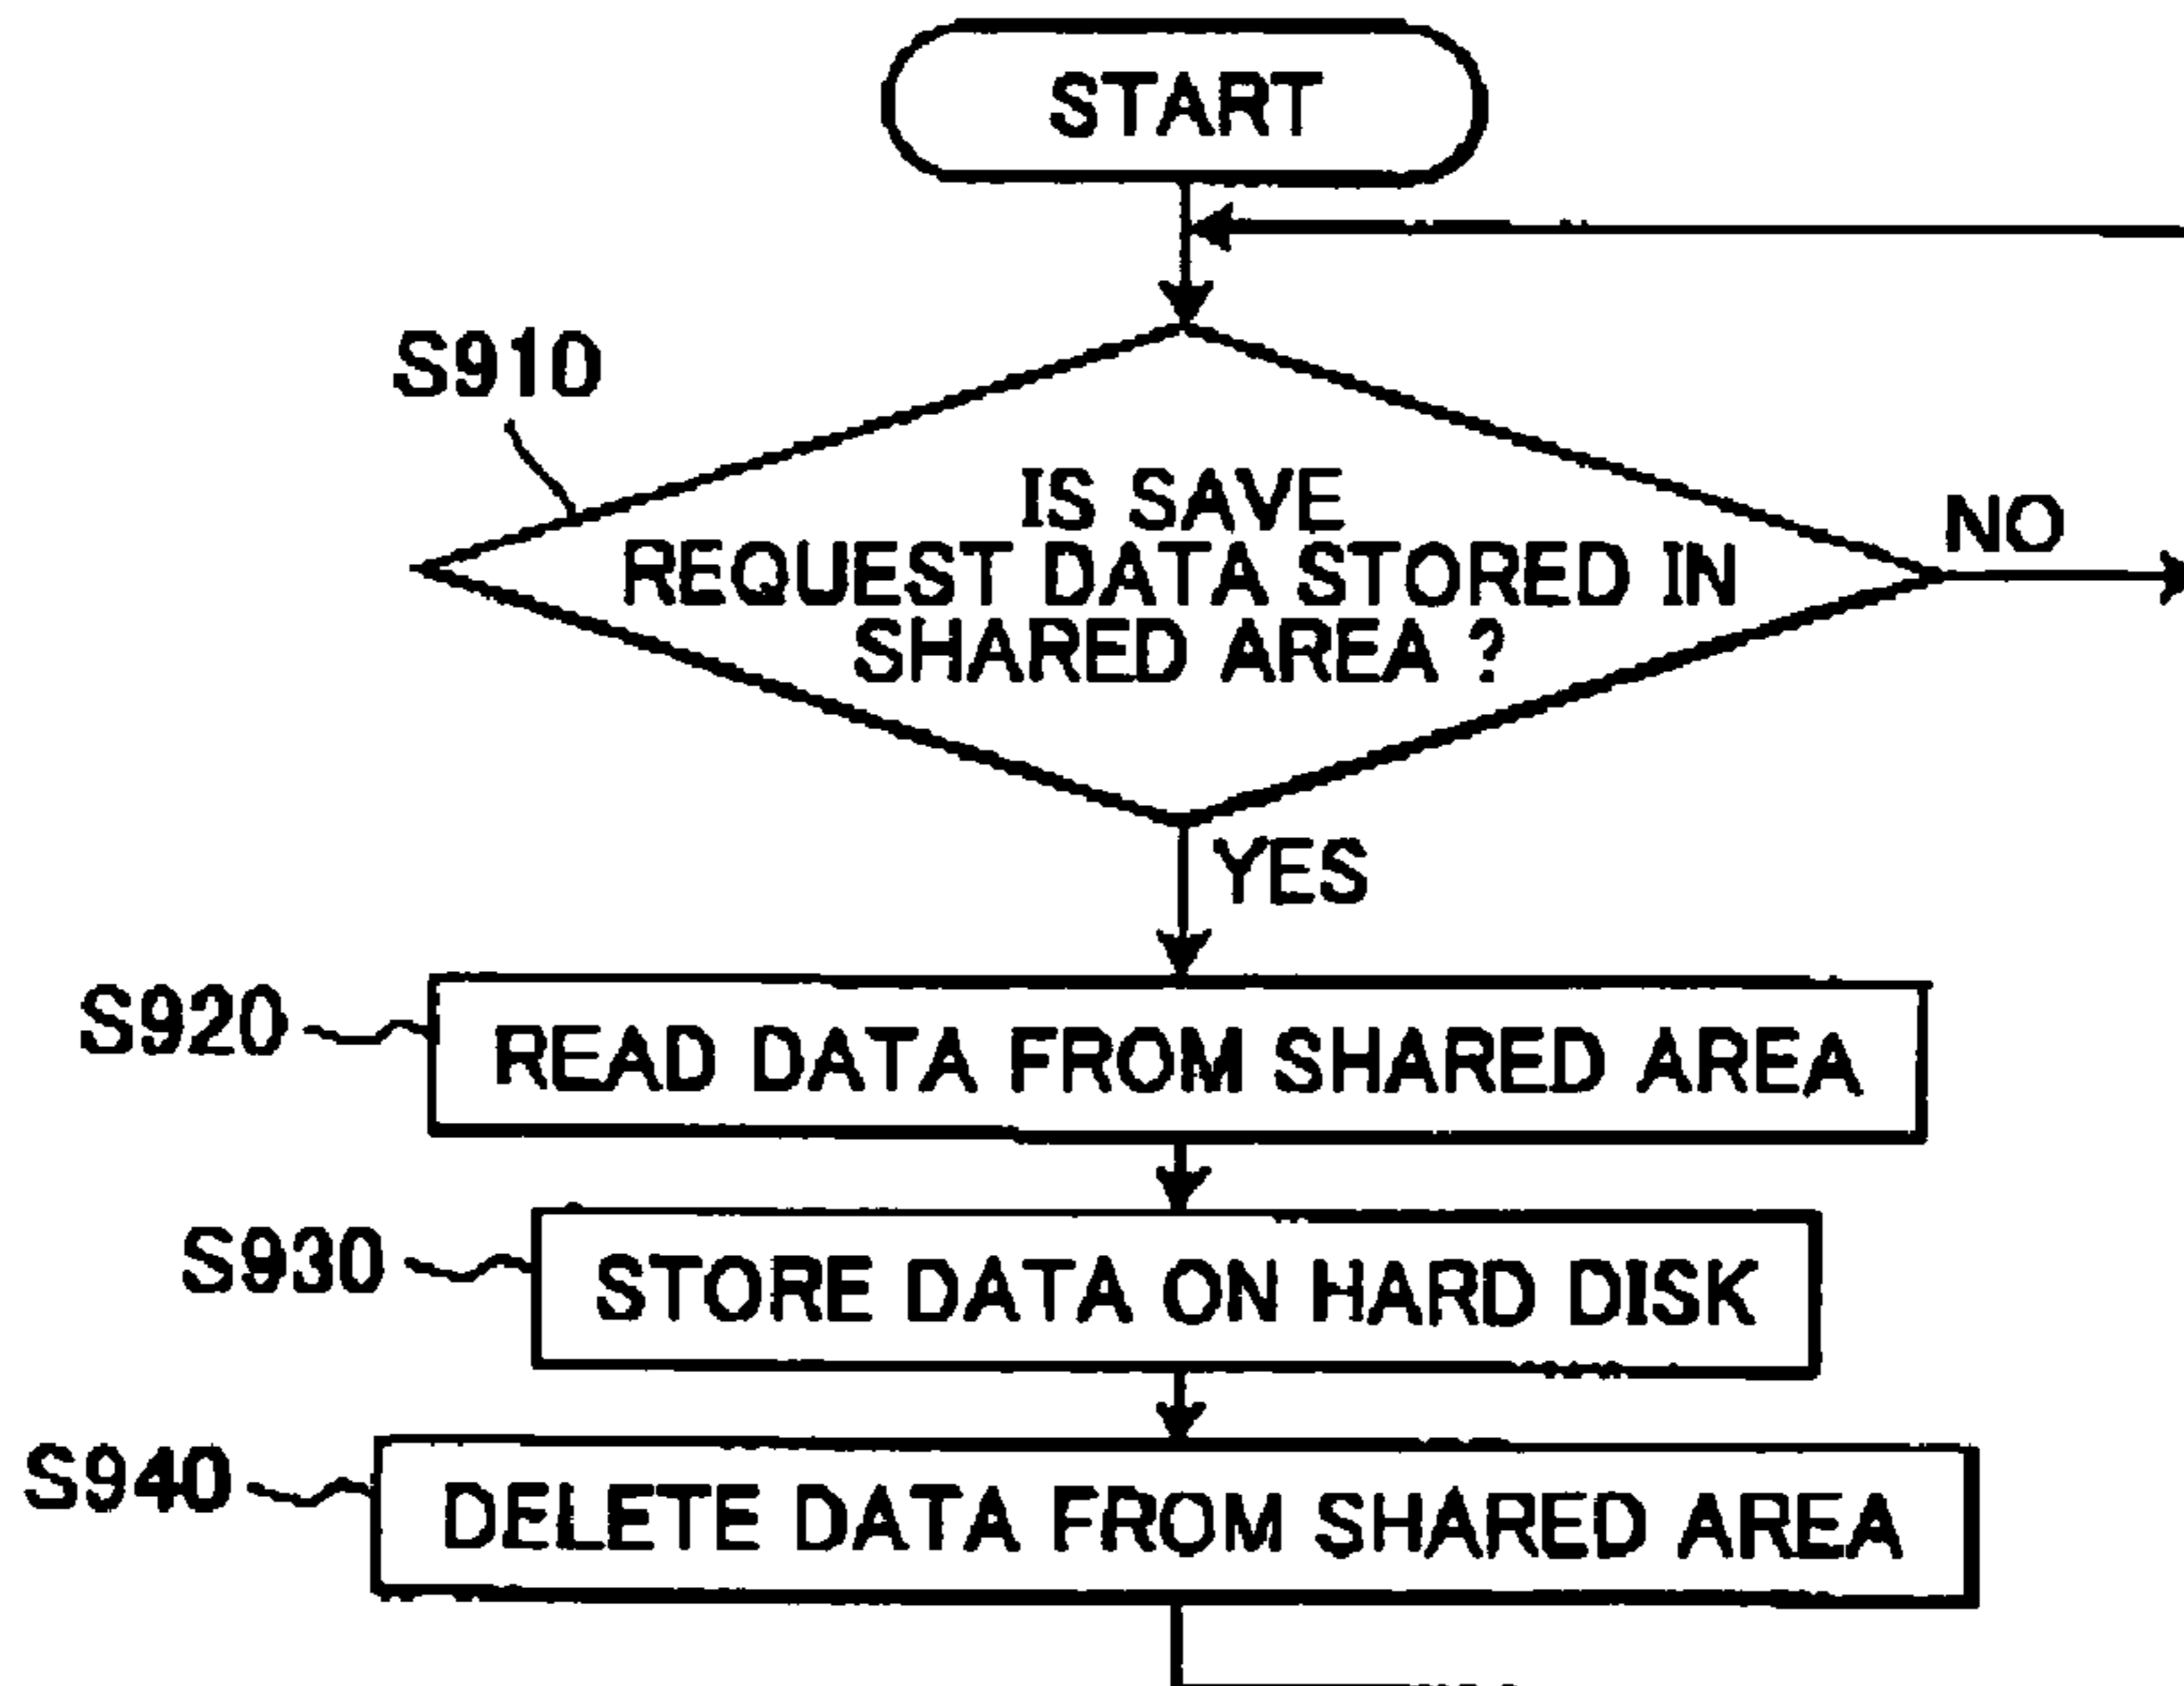 START
S910
IS SAVE
REQUEST DATA STORED IN
SHARED AREA ?
NO
YES
S920
READ DATA FROM SHARED AREA
S930
STORE DATA ON HARD DISK
S940
DELETE DATA FROM SHARED AREA